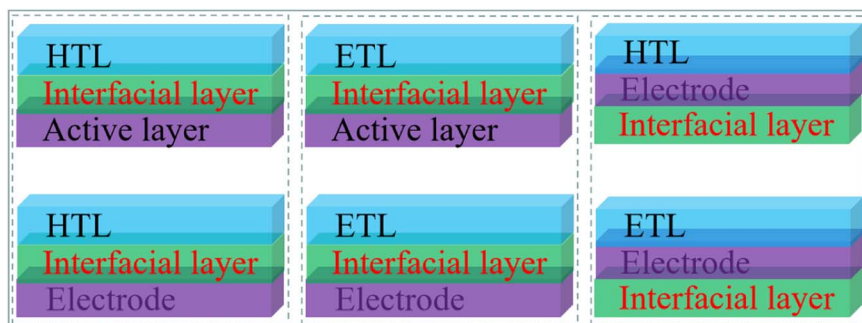 HTL
Interfacial layer
Active layer
ETL
Interfacial layer
Active layer
HTL
Electrode
Interfacial layer
HTL
Interfacial layer
Electrode
ETL
Interfacial layer
Electrode
ETL
Electrode
Interfacial layer